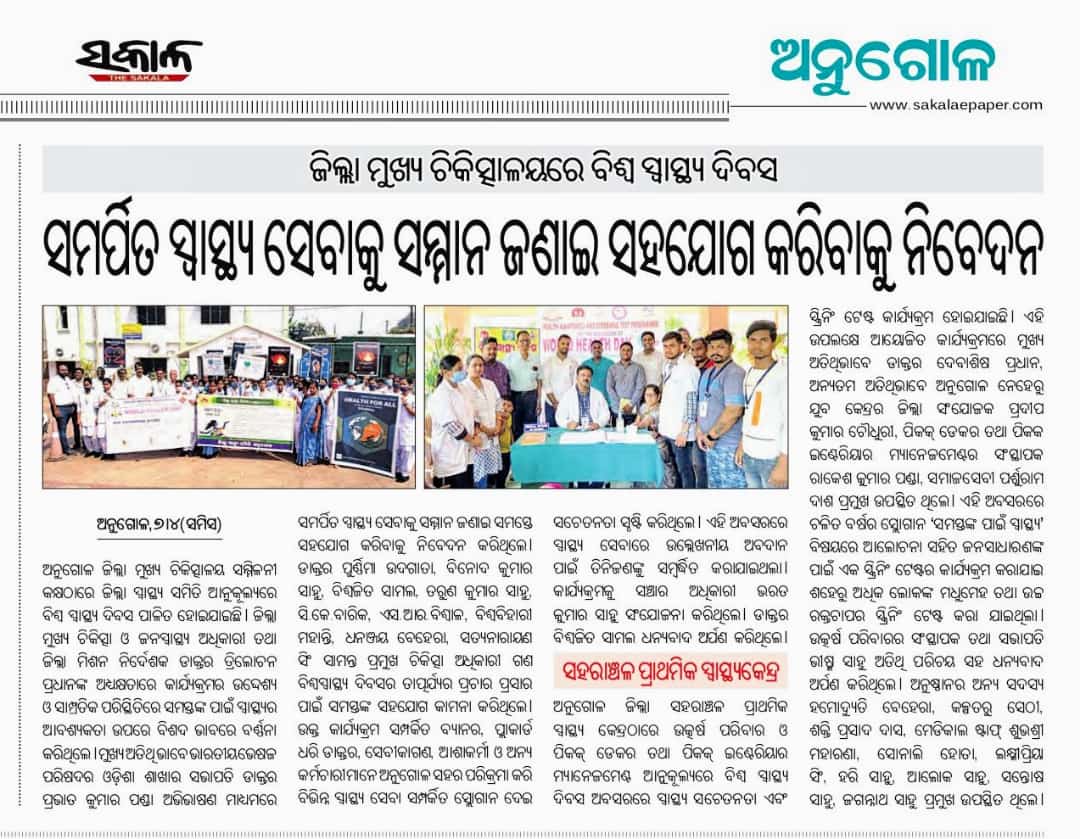 ସକାଳ
THE SAKALA
ଅନୁଗୋଳ
www.sakalaepaper.com
ଜିଲ୍ଲା ମୁଖ୍ୟ ଚିକିତ୍ସାଳୟରେ ବିଶ୍ୱ ସ୍ୱାସ୍ଥ୍ୟ ଦିବସ
ସମର୍ପିତ ସ୍ୱାସ୍ଥ୍ୟ ସେବାକୁ ସମ୍ମାନ ଜଣାଇ ସହଯୋଗ କରିବାକୁ ନିବେଦନ
HEALTH FOR ALL
WORLD HEALTH DAY
ଅନୁଗୋଳ,୭।୪(ସମିସ)
ଅନୁଗୋଳ ଜିଲ୍ଲା ମୁଖ୍ୟ ଚିକିତ୍ସାଳୟ ସମ୍ମିଳନୀ
କକ୍ଷଠାରେ ଜିଲ୍ଲା ସ୍ୱାସ୍ଥ୍ୟ ସମିତି ଆନୁକୂଲ୍ୟରେ
ବିଶ୍ୱ ସ୍ୱାସ୍ଥ୍ୟ ଦିବସ ପାଳିତ ହୋଇଯାଇଛି। ଜିଲ୍ଲା
ମୁଖ୍ୟ ଚିକିତ୍ସା ଓ ଜନସ୍ୱାସ୍ଥ୍ୟ ଅଧିକାରୀ ତଥା
ଜିଲ୍ଲା ମିଶନ ନିର୍ଦେଶକ ଡାକ୍ତର ତ୍ରିଲୋଚନ
ପ୍ରଧାନଙ୍କ ଅଧ୍ୟକ୍ଷତାରେ କାର୍ଯ୍ୟକ୍ରମର ଉଦ୍ଦେଶ୍ୟ
ଓ ସାମ୍ପ୍ରତିକ ପରିସ୍ଥିତିରେ ସମସ୍ତଙ୍କ ପାଇଁ ସ୍ୱାସ୍ଥ୍ୟର
ଆବଶ୍ୟକତା ଉପରେ ବିଶଦ ଭାବରେ ବର୍ଣ୍ଣନା
କରିଥିଲେ।ମୁଖ୍ୟ ଅତିଥି ଭାବେ ଭାରତୀୟ ଭେଷଜ
ପରିଷଦର ଓଡ଼ିଶା ଶାଖାର ସଭାପତି ଡାକ୍ତର
ପ୍ରଭାତ କୁମାର ପଣ୍ଡା ଅଭିଭାଷଣ ମାଧ୍ୟମରେ
ସମର୍ପିତ ସ୍ୱାସ୍ଥ୍ୟ ସେବାକୁ ସମ୍ମାନ ଜଣାଇ ସମସ୍ତେ
ସହଯୋଗ କରିବାକୁ ନିବେଦନ କରିଥିଲେ।
ଡାକ୍ତର ପୂର୍ଣ୍ଣିମା ଉଦଗାତା, ବିନୋଦ କୁମାର
ସାହୁ, ବିଶ୍ୱଜିତ ସାମଲ, ତରୁଣ କୁମାର ସାହୁ,
ସି.କେ.ବାରିକ, ଏସ.ଆର.ବିଶ୍ୱାଳ, ବିଶ୍ୱବିହାରୀ
ମହାନ୍ତି, ଧନଞ୍ଜୟ ବେହେରା, ସତ୍ୟନାରାୟଣ
ସିଂ ସାମନ୍ତ ପ୍ରମୁଖ ଚିକିତ୍ସା ଅଧିକାରୀ ଗଣ
ବିଶ୍ୱସ୍ୱାସ୍ଥ୍ୟ ଦିବସର ତାତ୍ପର୍ଯ୍ୟର ପ୍ରଚାର ପ୍ରସାର
ପାଇଁ ସମସ୍ତଙ୍କ ସହଯୋଗ କାମନା କରିଥିଲେ।
ଉକ୍ତ କାର୍ଯ୍ୟକ୍ରମ ସମ୍ପର୍କିତ ବ୍ୟାନର, ପ୍ଲାକାର୍ଡ
ଧରି ଡାକ୍ତର, ସେବୀକାଗଣ, ଆଶାକର୍ମୀ ଓ ଅନ୍ୟ
କର୍ମଚାରୀମାନେ ଅନୁଗୋଳ ସହର ପରିକ୍ରମା କରି
ବିଭିନ୍ନ ସ୍ୱାସ୍ଥ୍ୟ ସେବା ସମ୍ପର୍କିତ ସ୍ଲୋଗାନ ଦେଇ
ସଚେତନତା ସୃଷ୍ଟି କରିଥିଲେ। ଏହି ଅବସରରେ
ସ୍ୱାସ୍ଥ୍ୟ ସେବାରେ ଉଲ୍ଲେଖନୀୟ ଅବଦାନ
ପାଇଁ ତିନିଜଣଙ୍କୁ ସମ୍ବର୍ଦ୍ଧିତ କରାଯାଇଥିଲା।
କାର୍ଯ୍ୟକ୍ରମକୁ ସଞ୍ଚାର ଅଧିକାରୀ ଭରତ
କୁମାର ସାହୁ ସଂଯୋଜନା କରିଥିଲେ। ଡାକ୍ତର
ବିଶ୍ୱଜିତ ସାମଲ ଧନ୍ୟବାଦ ଅର୍ପଣ କରିଥିଲେ।
ସହରାଞ୍ଚଳ ପ୍ରାଥମିକ ସ୍ୱାସ୍ଥ୍ୟକେନ୍ଦ୍ର
ଅନୁଗୋଳ ଜିଲ୍ଲା ସହରାଞ୍ଚଳ ପ୍ରାଥମିକ
ସ୍ୱାସ୍ଥ୍ୟ କେନ୍ଦ୍ରଠାରେ ଉତ୍କର୍ଷ ପରିବାର ଓ
ପିକକ୍ ଡେକର ତଥା ପିକକ୍ ଇଣ୍ଟେରିୟର
ମ୍ୟାନେଜମେଣ୍ଟ ଆନୁକୂଲ୍ୟରେ ବିଶ୍ୱ ସ୍ୱାସ୍ଥ୍ୟ
ଦିବସ ଅବସରରେ ସ୍ୱାସ୍ଥ୍ୟ ସଚେତନତା ଏବଂ
ସ୍କ୍ରିନିଂ ଟେଷ୍ଟ କାର୍ଯ୍ୟକ୍ରମ ହୋଇଯାଇଛି। ଏହି
ଉପଲକ୍ଷେ ଆୟୋଜିତ କାର୍ଯ୍ୟକ୍ରମରେ ମୁଖ୍ୟ
ଅତିଥିଭାବେ ଡାକ୍ତର ଦେବାଶିଷ ପ୍ରଧାନ,
ଅନ୍ୟତମ ଅତିଥିଭାବେ ଅନୁଗୋଳ ନେହେରୁ
ଯୁବ କେନ୍ଦ୍ରର ଜିଲ୍ଲା ସଂଯୋଜକ ପ୍ରଦୀପ
କୁମାର ଚୌଧୁରୀ, ପିକକ୍ ଡେକର ତଥା ପିକକ
ଇଣ୍ଟେରିୟର ମ୍ୟାନେଜମେଣ୍ଟର ସଂସ୍ଥାପକ
ରାକେଶ କୁମାର ପଣ୍ଡା, ସମାଜସେବୀ ପର୍ଶୁରାମ
ଦାଶ ପ୍ରମୁଖ ଉପସ୍ଥିତ ଥିଲେ। ଏହି ଅବସରରେ
ଚଳିତ ବର୍ଷର ସ୍ଲୋଗାନ ‘ସମସ୍ତଙ୍କ ପାଇଁ ସ୍ୱାସ୍ଥ୍ୟ’
ବିଷୟରେ ଆଲୋଚନା ସହିତ ଜନସାଧାରଣଙ୍କ
ପାଇଁ ଏକ ସ୍କ୍ରିନିଂ ଟେଷ୍ଟର କାର୍ଯ୍ୟକ୍ରମ କରାଯାଇ
ଶହେରୁ ଅଧିକ ଲୋକଙ୍କ ମଧୁମେହ ତଥା ଉଚ୍ଚ
ରକ୍ତଚାପର ସ୍କ୍ରିନିଂ ଟେଷ୍ଟ କରା ଯାଇଥିଲା।
ଉତ୍କର୍ଷ ପରିବାରର ସଂସ୍ଥାପକ ତଥା ସଭାପତି
ଗୀଷ୍ମ ସାହୁ ଅତିଥି ପରିଚୟ ସହ ଧନ୍ୟବାଦ
ଅର୍ପଣ କରିଥିଲେ। ଅନୁଷ୍ଠାନର ଅନ୍ୟ ସଦସ୍ୟ
ହମୋଦ୍ୟୁତି ବେହେରା, କଳ୍ପତରୁ ସେଠୀ,
ଶକ୍ତି ପ୍ରସାଦ ଦାସ, ମେଡିକାଲ ଷ୍ଟାପ୍ ଶୁଭଶ୍ରୀ
ମହାରଣା, ସୋନାଲି ହୋତା, ଲକ୍ଷ୍ମୀପ୍ରିୟ
ସିଂ, ହରି ସାହୁ, ଆଲୋକ ସାହୁ, ସନ୍ତୋଷ
ସାହୁ, ଜଗନ୍ନାଥ ସାହୁ ପ୍ରମୁଖ ଉପସ୍ଥିତ ଥିଲେ।